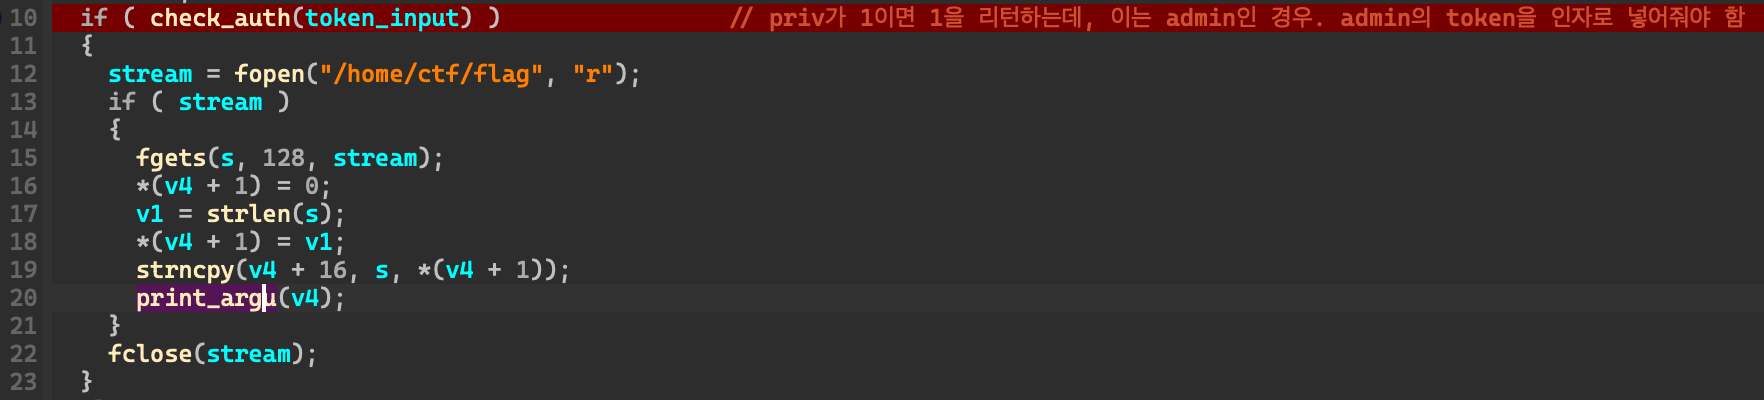 10 if ( check_auth(token_input) ) // priv가 1이면 1을 리턴하는데, 이는 admin인 경우. admin의 token을 인자로 넣어줘야 함
11 {
12 stream = fopen("/home/ctf/flag", "r");
13 if ( stream )
14 {
15 fgets(s, 128, stream);
16 *(v4 + 1) = 0;
17 v1 = strlen(s);
18 *(v4 + 1) = v1;
19 strncpy(v4 + 16, s, *(v4 + 1));
20 print_argu(v4);
21 }
22 fclose(stream);
23 }